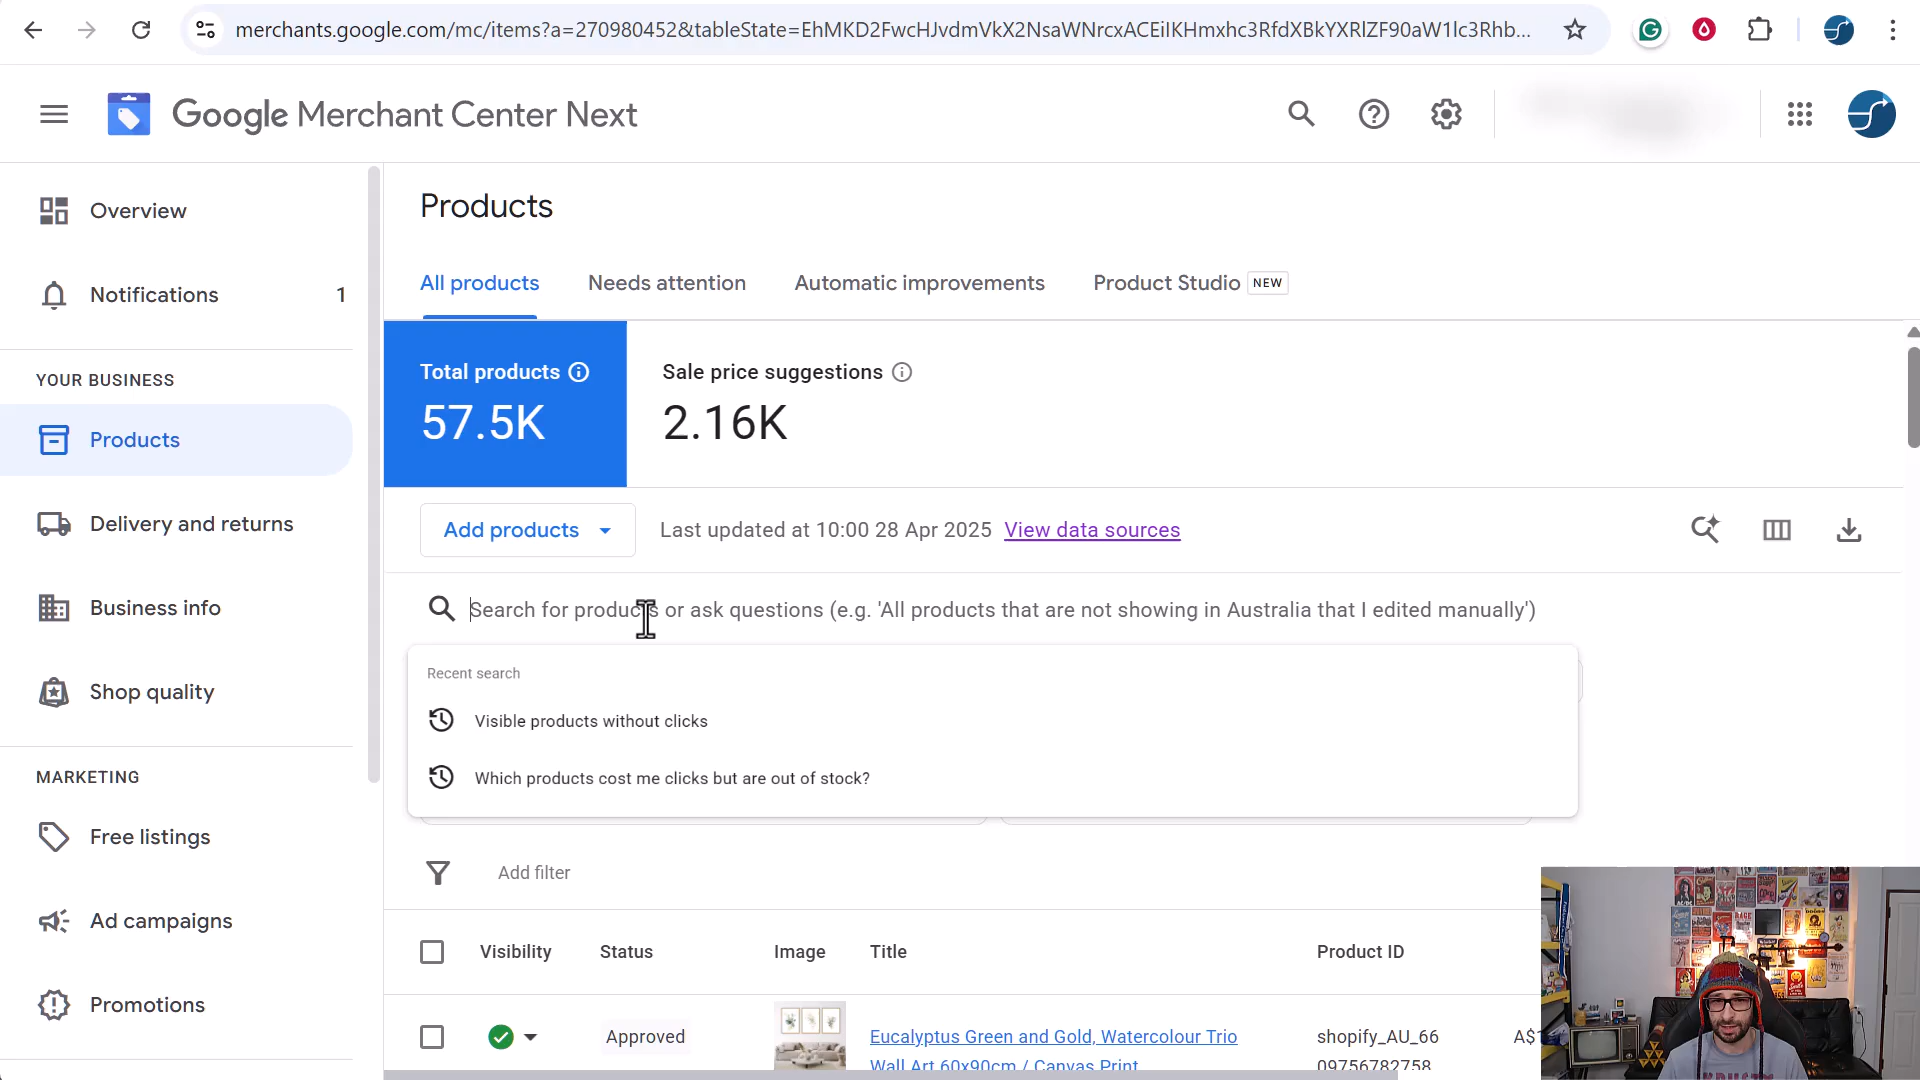 merchants.google.com/mc/items?a=270980452&tableState=EhMKD2FwcHJvdmVkX2NsaWNrcxACEiIKHmxhc3RfdXBkYXRlZF90aW1lc3Rhb...
Google Merchant Center Next
Overview
Notifications 1
YOUR BUSINESS
Products
Delivery and returns
Business info
Shop quality
MARKETING
Free listings
Ad campaigns
Promotions
Products
All products Needs attention Automatic improvements Product Studio NEW
Total products
57.5K
Sale price suggestions
2.16K
Add products Last updated at 10:00 28 Apr 2025 View data sources
Search for products or ask questions (e.g. 'All products that are not showing in Australia that I edited manually')
Recent search
Visible products without clicks
Which products cost me clicks but are out of stock?
Add filter
Visibility Status Image Title Product ID
Approved Eucalyptus Green and Gold, Watercolour Trio shopify_AU_66 A$
Wall Art 60x90cm / Canvas Print 09756782758